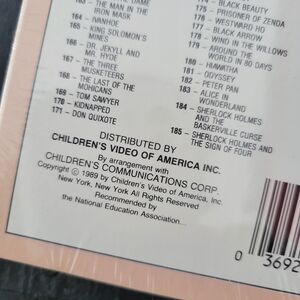 163 – THE MAN IN THE
IRON MASK
164 – IVANHOE
165 – KING SOLOMON'S
MINES
166 – DR. JEKYLL AND
MR. HYDE
167 – THE THREE
MUSKETEERS
168 – THE LAST OF THE
MOHICANS
169 – TOM SAWYER
170 – KIDNAPPED
171 – DON QUIXOTE
174 – BLACK BEAUTY
175 – PRISONER OF ZENDA
176 – WESTWARD HO
177 – BLACK ARROW
178 – WIND IN THE WILLOWS
179 – AROUND THE
WORLD IN 80 DAYS
180 – HIAWATHA
181 – ODYSSEY
182 – PETER PAN
183 – ALICE IN
WONDERLAND
184 – SHERLOCK HOLMES
AND THE
BASKERVILLE CURSE
185 – SHERLOCK HOLMES
AND THE SIGN OF FOUR
DISTRIBUTED BY
CHILDREN'S VIDEO OF AMERICA INC.
By arrangement with
CHILDREN'S COMMUNICATIONS CORP.
Copyright © 1989 by Children's Video of America, Inc.
New York, New York All Rights Reserved
Recommended by
the National Education Association...
0 3692